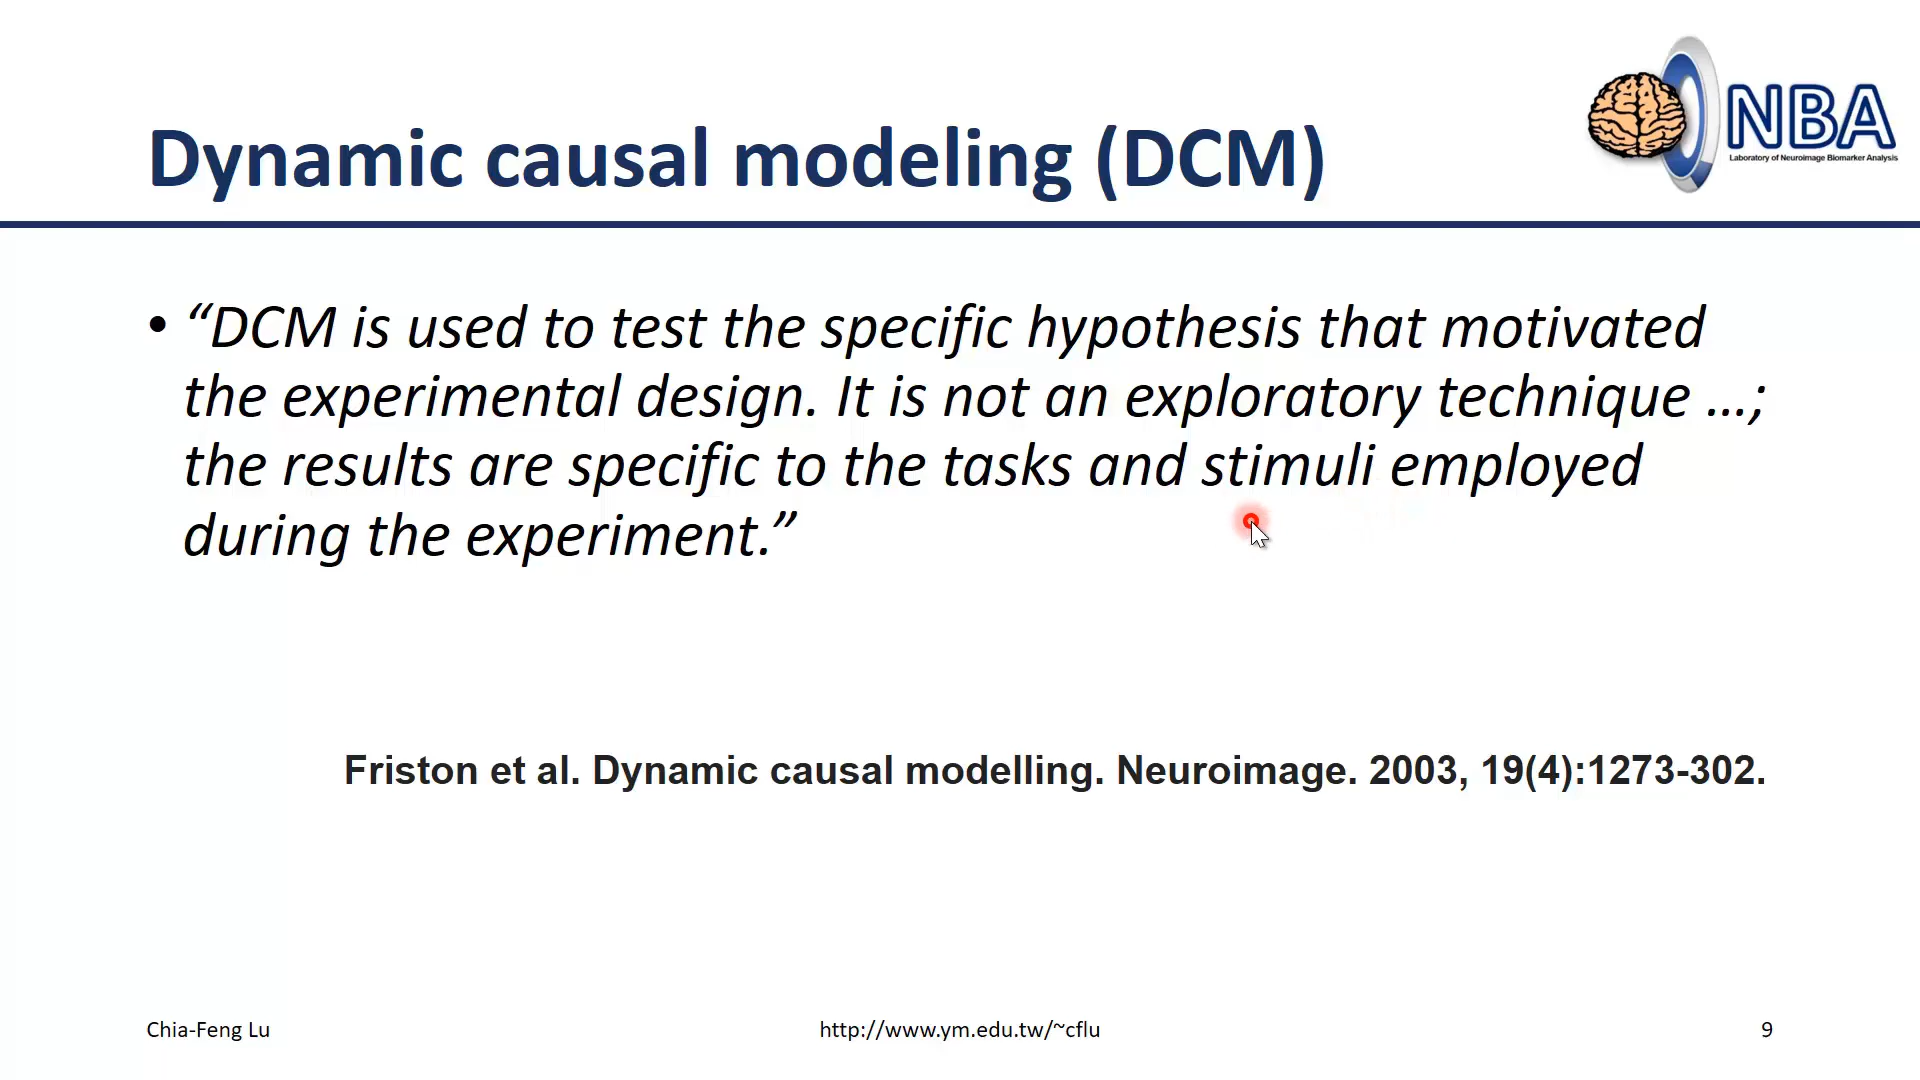 NBA
Laboratory of Neuroimage Biomarker Analysis
Dynamic causal modeling (DCM)
• “DCM is used to test the specific hypothesis that motivated
the experimental design. It is not an exploratory technique …;
the results are specific to the tasks and stimuli employed
during the experiment.”
Friston et al. Dynamic causal modelling. Neuroimage. 2003, 19(4):1273-302.
Chia-Feng Lu
http://www.ym.edu.tw/~cflu
9